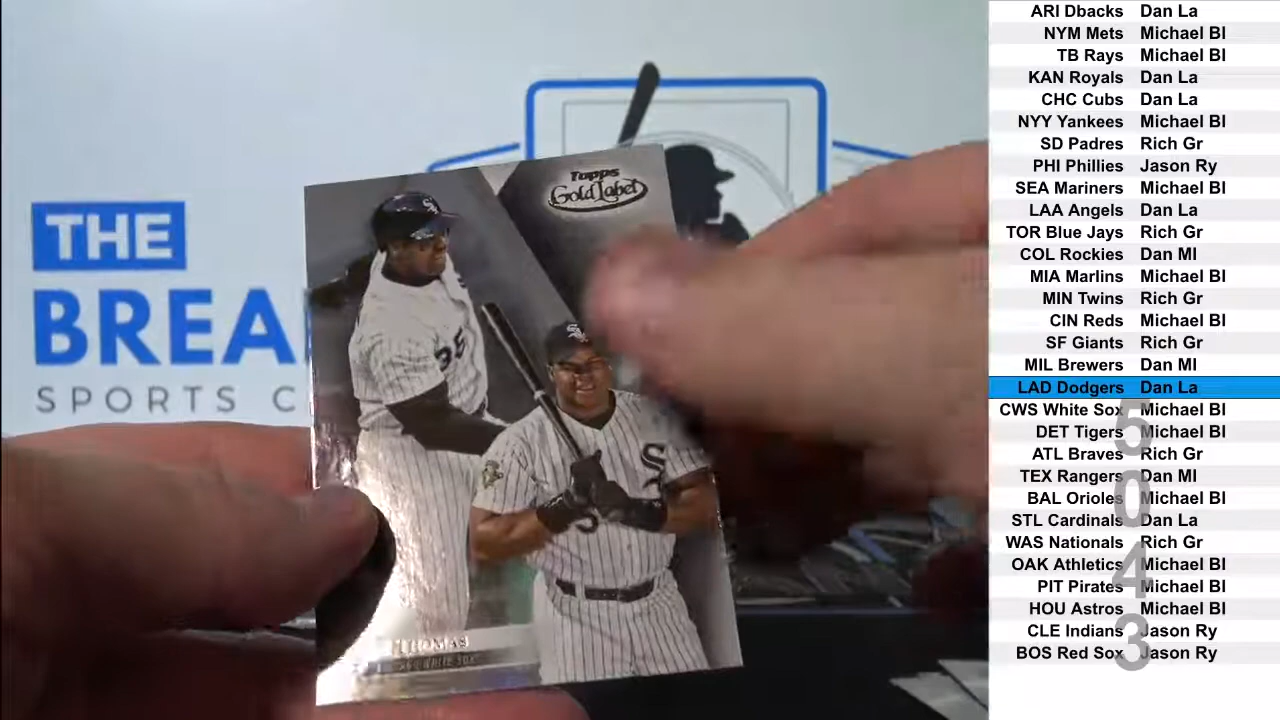 THE
BREA
SPORTS C
Topps
Gold Label
35
THOMAS
ARI Dbacks Dan La
NYM Mets Michael Bl
TB Rays Michael Bl
KAN Royals Dan La
CHC Cubs Dan La
NYY Yankees Michael Bl
SD Padres Rich Gr
PHI Phillies Jason Ry
SEA Mariners Michael Bl
LAA Angels Dan La
TOR Blue Jays Rich Gr
COL Rockies Dan MI
MIA Marlins Michael Bl
MIN Twins Rich Gr
CIN Reds Michael Bl
SF Giants Rich Gr
MIL Brewers Dan MI
LAD Dodgers Dan La
CWS White Sox Michael Bl
DET Tigers Michael Bl
ATL Braves Rich Gr
TEX Rangers Dan MI
BAL Orioles Michael Bl
STL Cardinals Dan La
WAS Nationals Rich Gr
OAK Athletics Michael Bl
PIT Pirates Michael Bl
HOU Astros Michael Bl
CLE Indians Jason Ry
BOS Red Sox Jason Ry
5
0
4
3